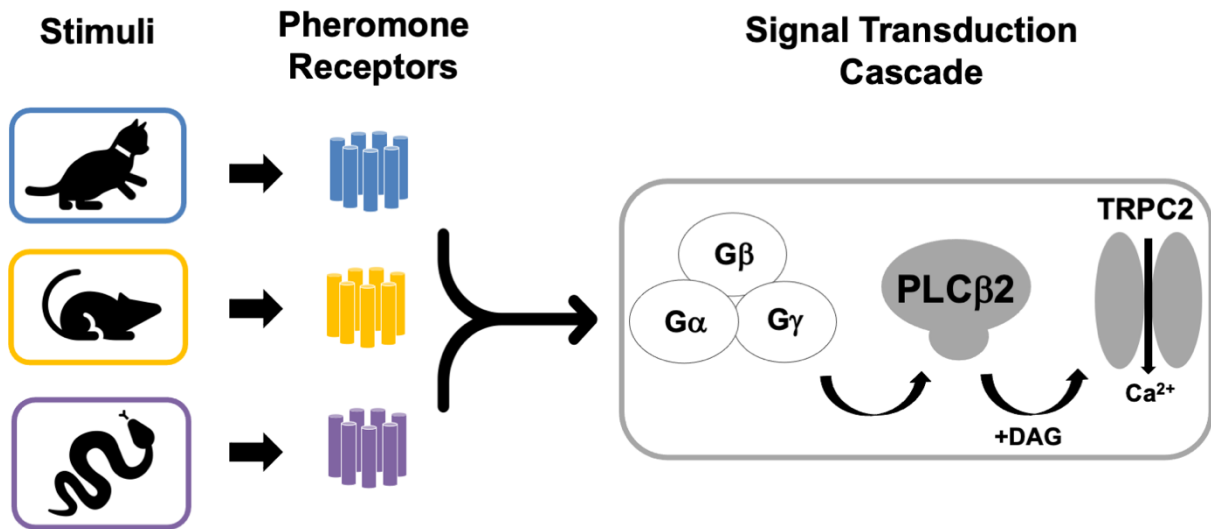 Stimuli
Pheromone
Receptors
Signal Transduction
Cascade
TRPC2
Gβ
PLCβ2
Gα
Gγ
Ca²⁺
+DAG